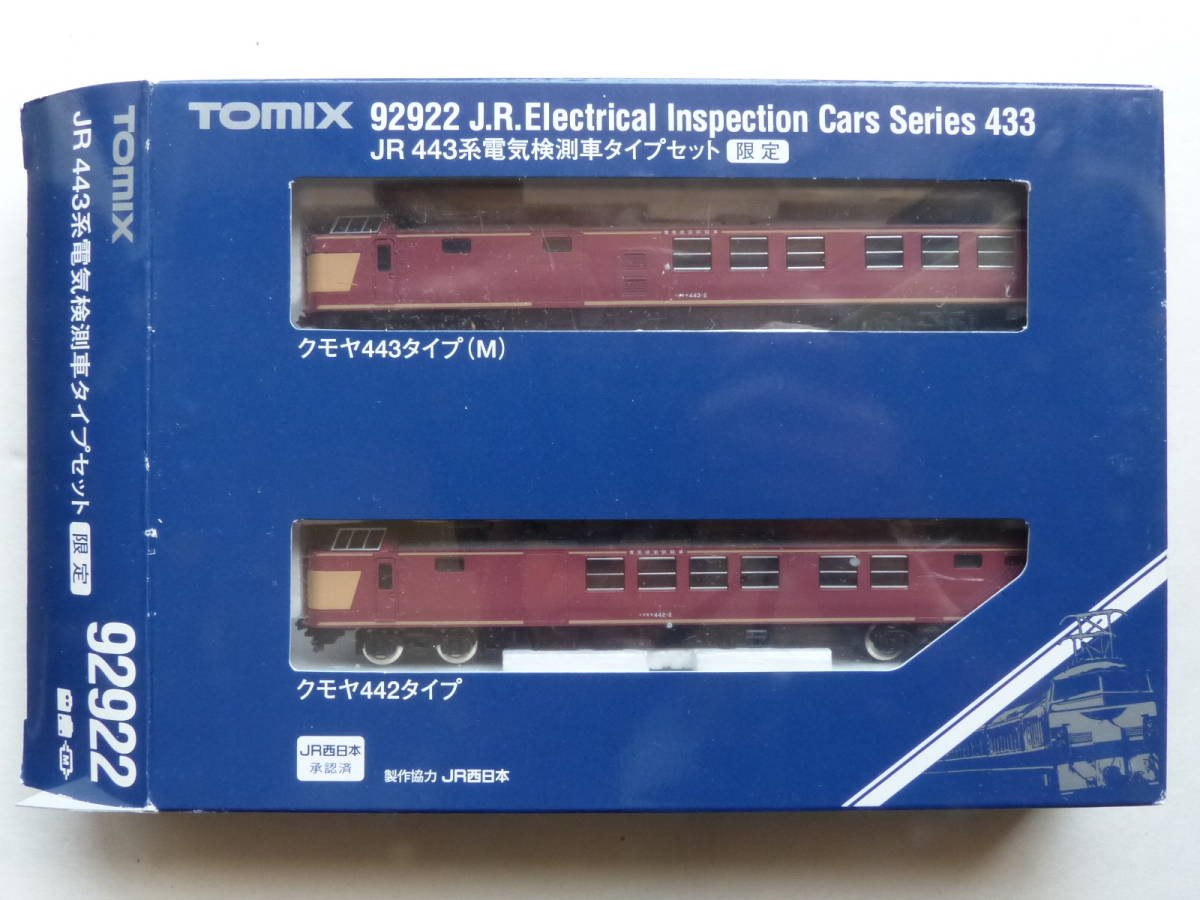 TOMIX 92922 J.R.Electrical Inspection Cars Series 433
JR 443系電気検測車タイプセット 限定
クモヤ443タイプ(M)
クモヤ442タイプ
JR西日本
承認済
製作協力 JR西日本
TOMIX
JR 443系電気検測車タイプセット 限定
92922
M